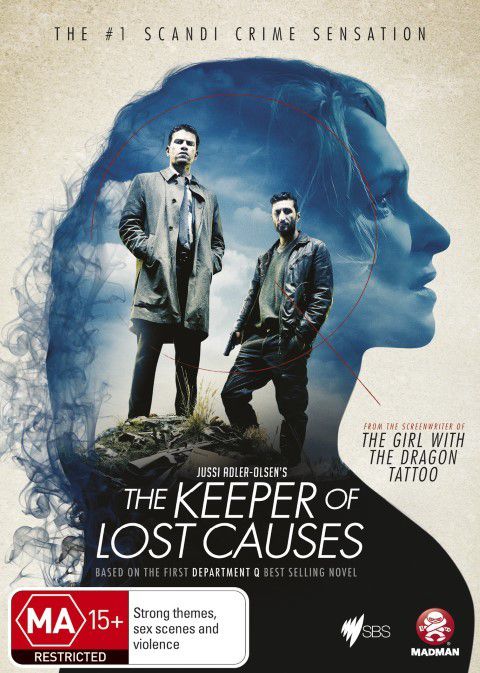 THE #1 SCANDI CRIME SENSATION
FROM THE SCREENWRITER OF
THE GIRL WITH
THE DRAGON
TATTOO
JUSSI ADLER-OLSEN'S
THE KEEPER OF
LOST CAUSES
BASED ON THE FIRST DEPARTMENT Q BEST SELLING NOVEL
MA 15+
RESTRICTED
Strong themes,
sex scenes and
violence
SBS
MADMAN